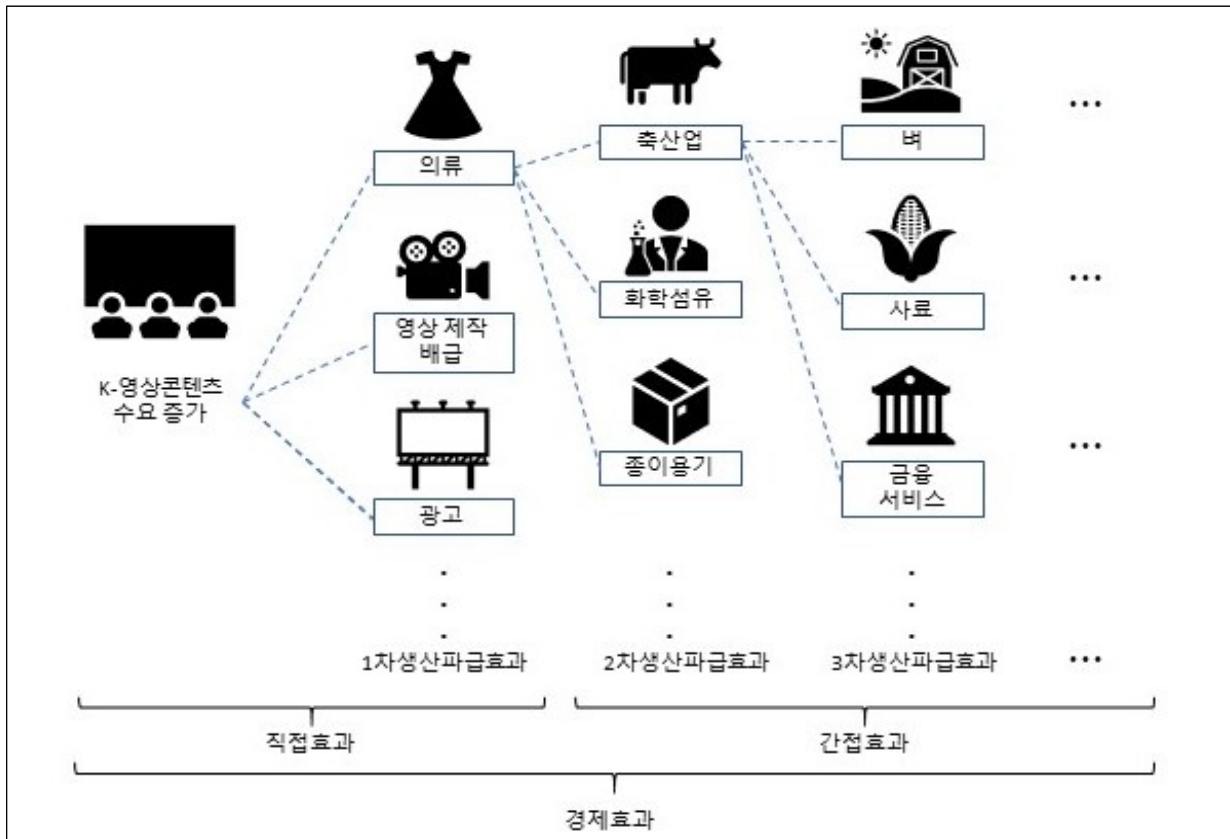 의류
축산업
벼
...
영상 제작
배급
화학섬유
사료
...
K-영상콘텐츠
수요 증가
광고
종이용기
금융
서비스
...
1차생산파급효과
2차생산파급효과
3차생산파급효과
...
직접효과
간접효과
경제효과